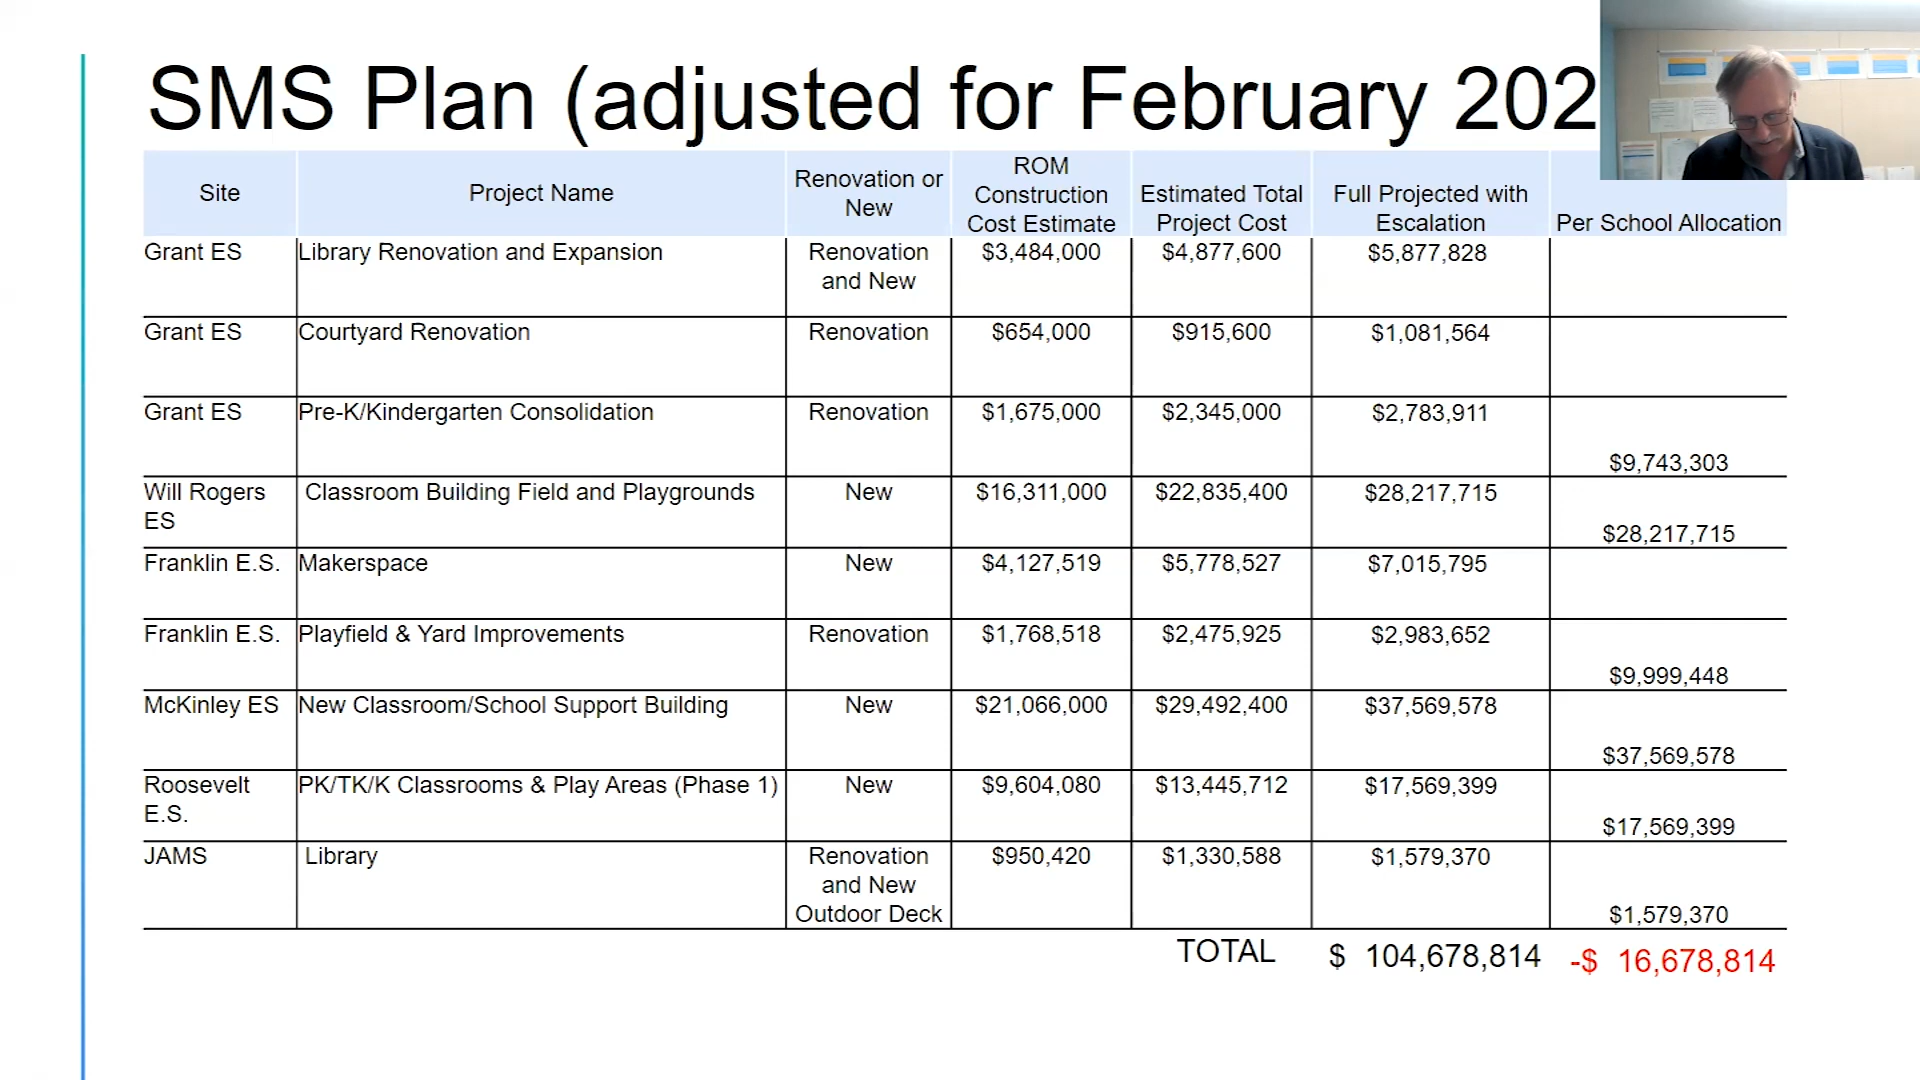 SMS Plan (adjusted for February 202
Site
Project Name
Renovation or
New
ROM
Construction
Cost Estimate
Estimated Total
Project Cost
Full Projected with
Escalation
Per School Allocation
Grant ES
Library Renovation and Expansion
Renovation
and New
$3,484,000
$4,877,600
$5,877,828
Grant ES
Courtyard Renovation
Renovation
$654,000
$915,600
$1,081,564
Grant ES
Pre-K/Kindergarten Consolidation
Renovation
$1,675,000
$2,345,000
$2,783,911
$9,743,303
Will Rogers
ES
Classroom Building Field and Playgrounds
New
$16,311,000
$22,835,400
$28,217,715
$28,217,715
Franklin E.S.
Makerspace
New
$4,127,519
$5,778,527
$7,015,795
Franklin E.S.
Playfield & Yard Improvements
Renovation
$1,768,518
$2,475,925
$2,983,652
$9,999,448
McKinley ES
New Classroom/School Support Building
New
$21,066,000
$29,492,400
$37,569,578
$37,569,578
Roosevelt
E.S.
PK/TK/K Classrooms & Play Areas (Phase 1)
New
$9,604,080
$13,445,712
$17,569,399
$17,569,399
JAMS
Library
Renovation
and New
Outdoor Deck
$950,420
$1,330,588
$1,579,370
$1,579,370
TOTAL
$ 104,678,814
-$ 16,678,814